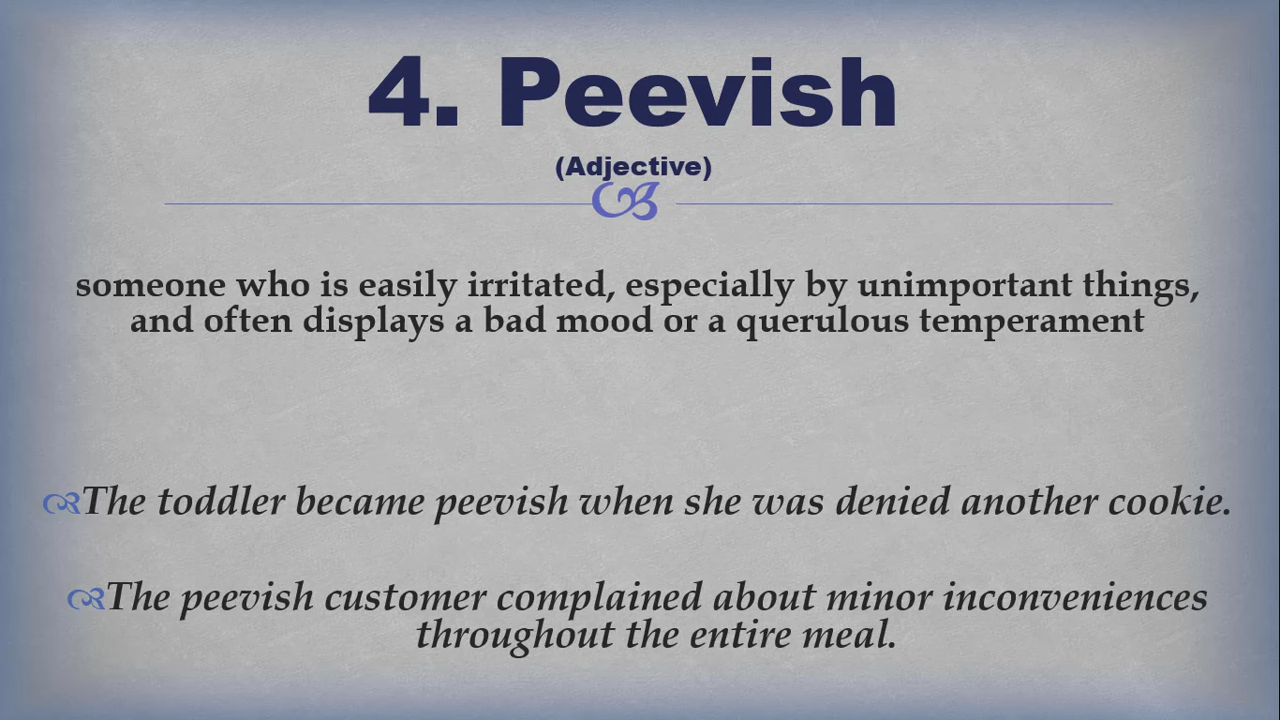 4. Peevish
(Adjective)
someone who is easily irritated, especially by unimportant things,
and often displays a bad mood or a querulous temperament
The toddler became peevish when she was denied another cookie.
The peevish customer complained about minor inconveniences
throughout the entire meal.